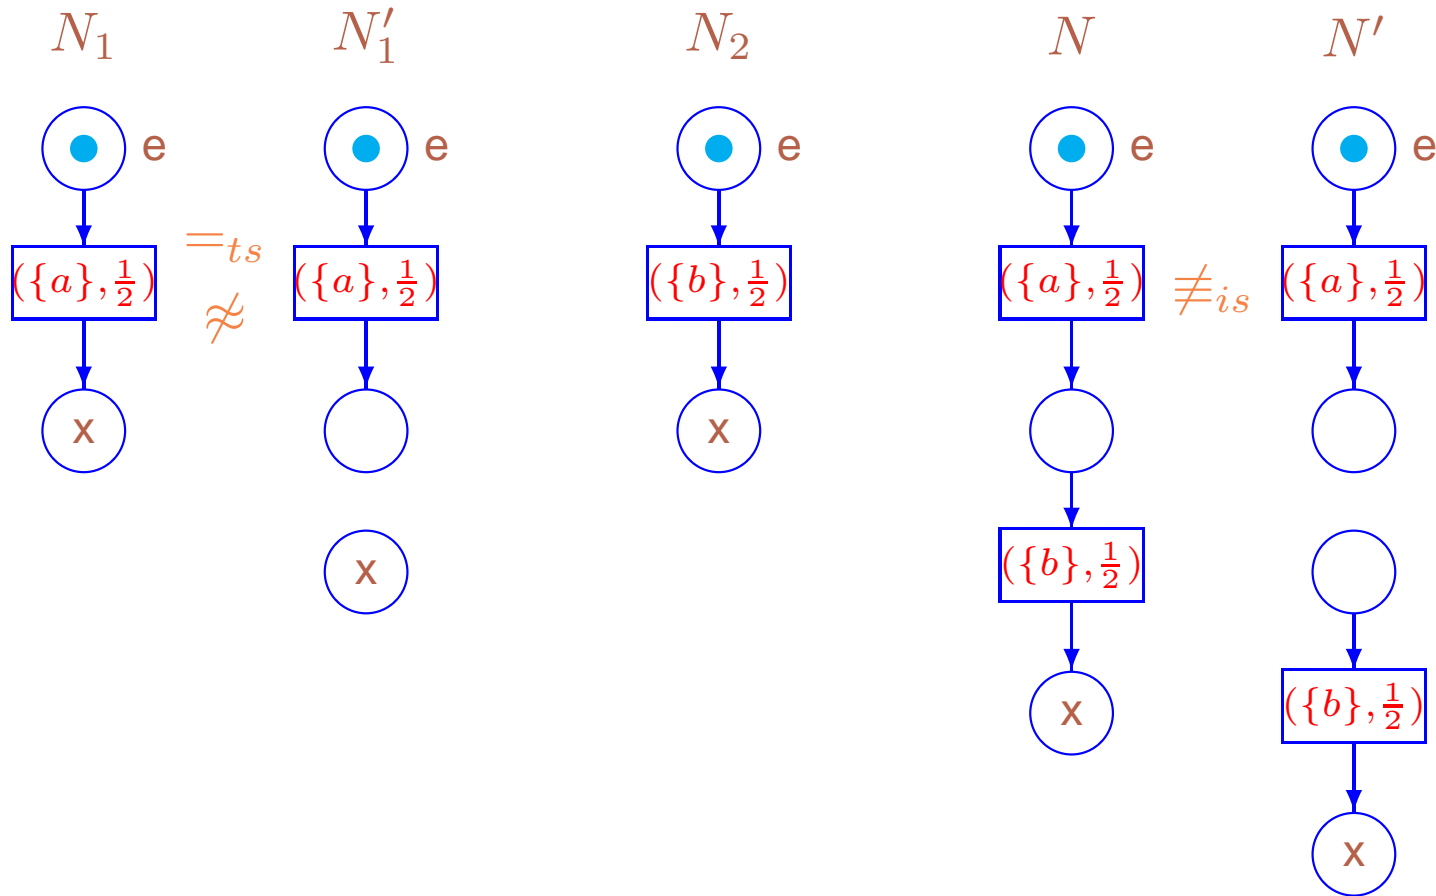 N₁ N₁′ N₂ N N′
e e e e e
=ₜₛ
({a},½) ({a},½) ({b},½) ({a},½) ≢ᵢₛ ({a},½)
≉
x x
x ({b},½)
({b},½)
x
x